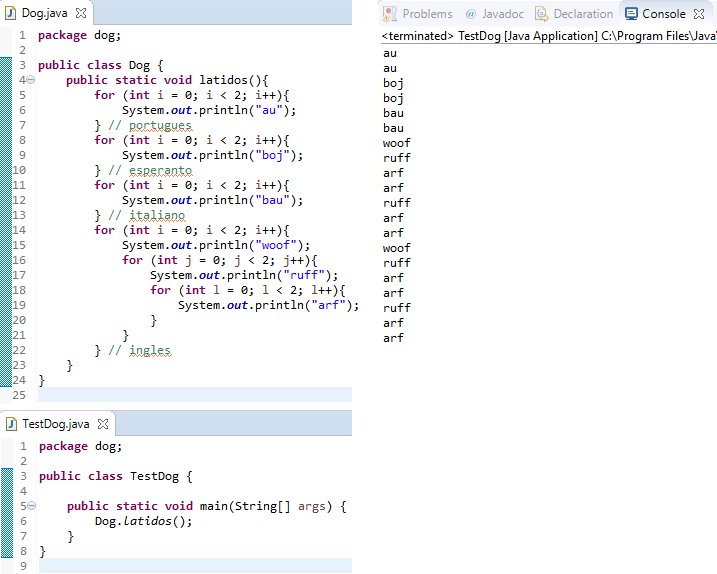 Dog.java
1 package dog;
2
3 public class Dog {
4 public static void latidos(){
5 for (int i = 0; i < 2; i++){
6 System.out.println("au");
7 } // portugues
8 for (int i = 0; i < 2; i++){
9 System.out.println("boj");
10 } // esperanto
11 for (int i = 0; i < 2; i++){
12 System.out.println("bau");
13 } // italiano
14 for (int i = 0; i < 2; i++){
15 System.out.println("woof");
16 for (int j = 0; j < 2; j++){
17 System.out.println("ruff");
18 for (int l = 0; l < 2; l++){
19 System.out.println("arf");
20 }
21 }
22 } // ingles
23 }
24 }
25
TestDog.java
1 package dog;
2
3 public class TestDog {
4
5 public static void main(String[] args) {
6 Dog.latidos();
7 }
8 }
9
Problems @ Javadoc Declaration Console
<terminated> TestDog [Java Application] C:\Program Files\Java\
au
au
boj
boj
bau
bau
woof
ruff
arf
arf
ruff
arf
arf
woof
ruff
arf
arf
ruff
arf
arf